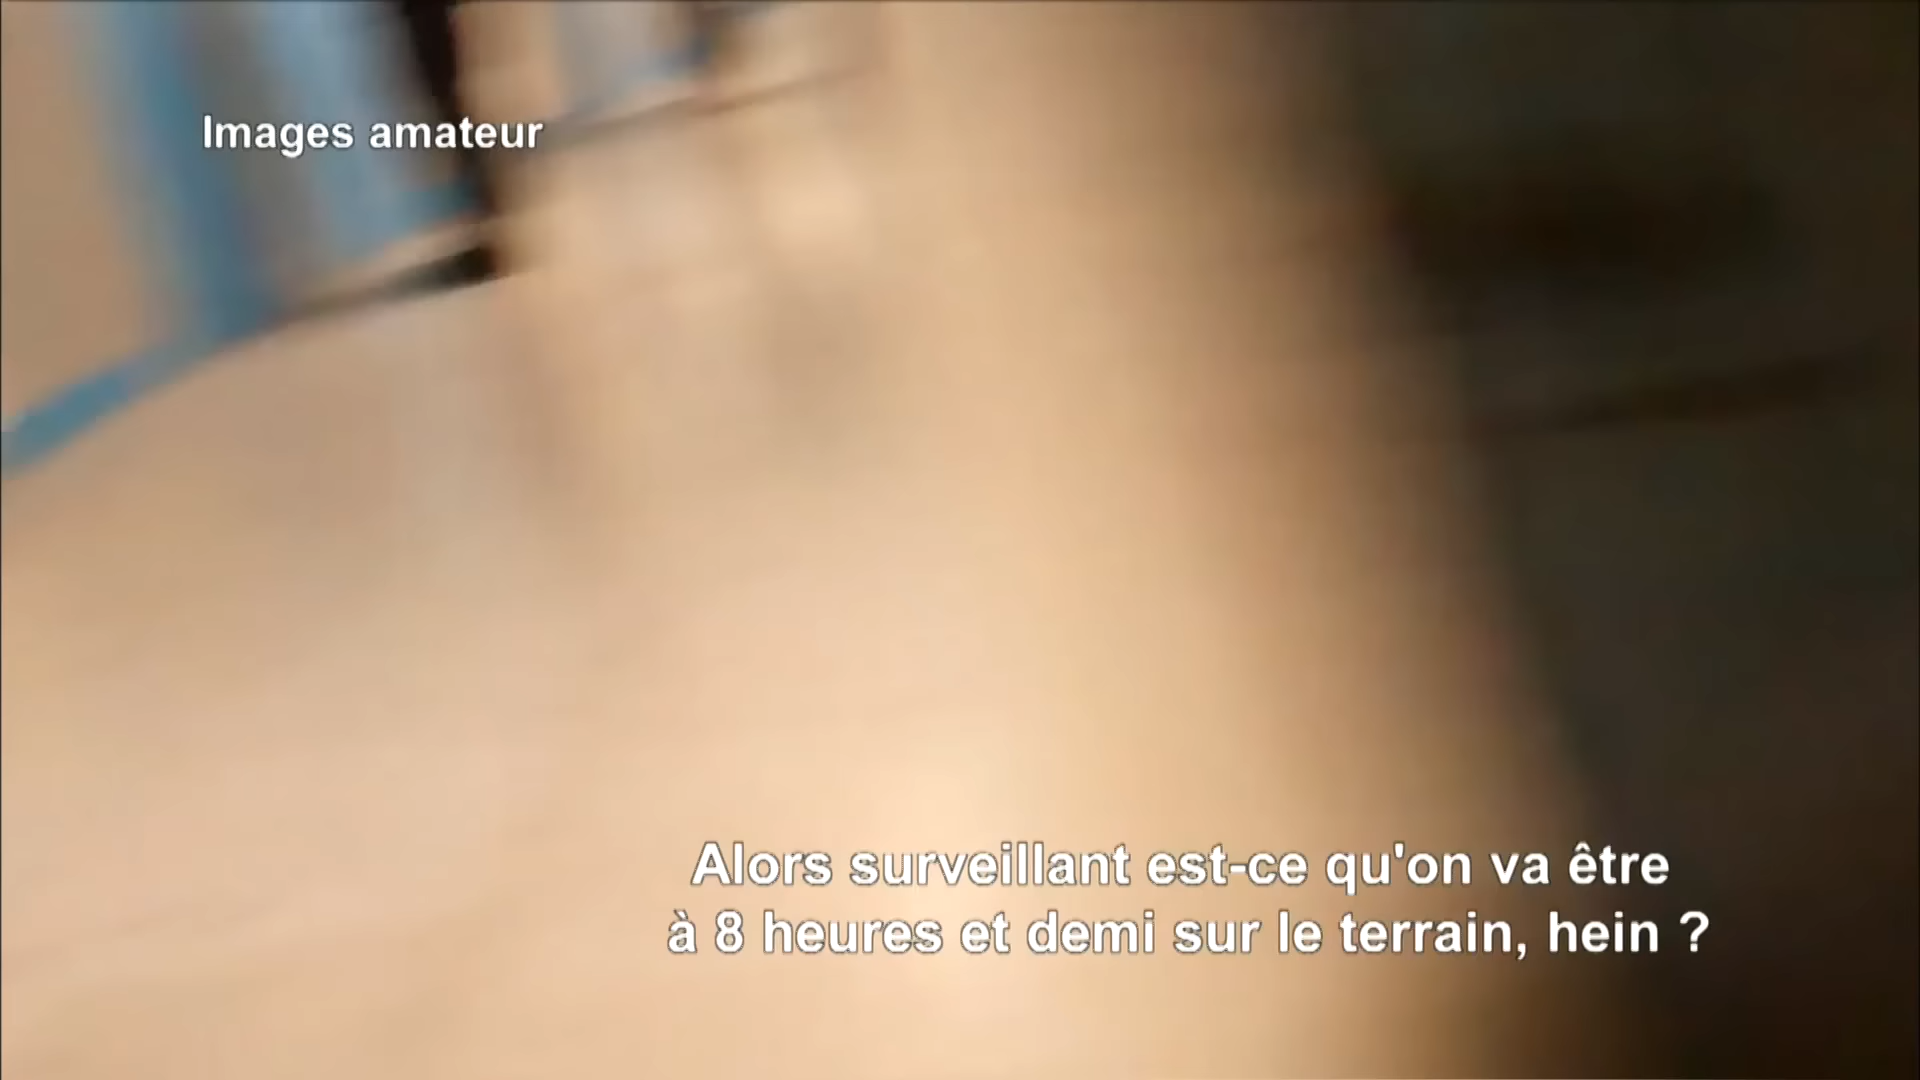 Images amateur
Alors surveillant est-ce qu'on va être
à 8 heures et demi sur le terrain, hein ?